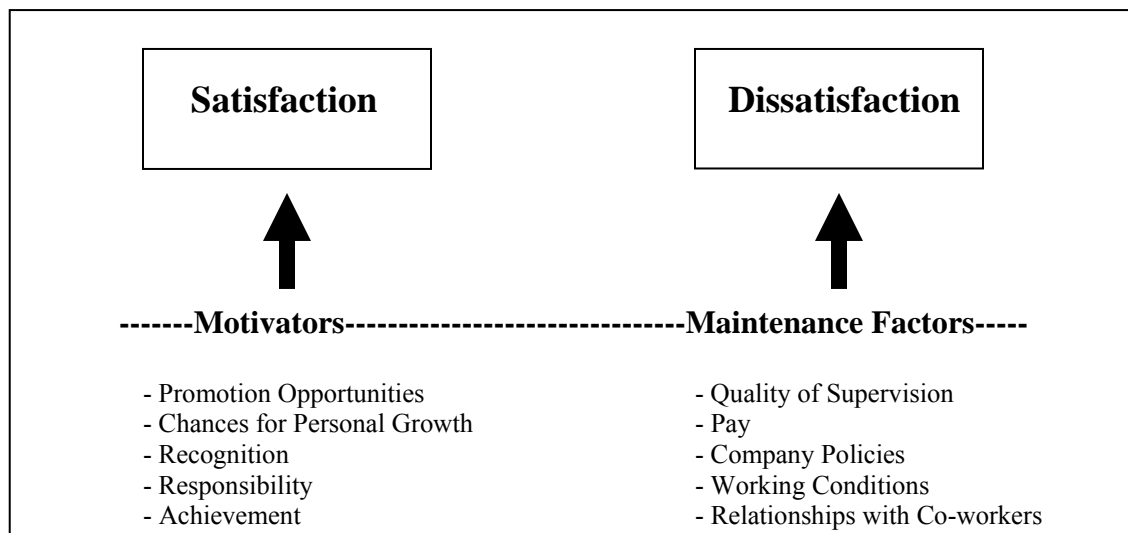 Satisfaction
Dissatisfaction
-------Motivators--------------------------------Maintenance Factors-----
- Promotion Opportunities
- Chances for Personal Growth
- Recognition
- Responsibility
- Achievement
- Quality of Supervision
- Pay
- Company Policies
- Working Conditions
- Relationships with Co-workers